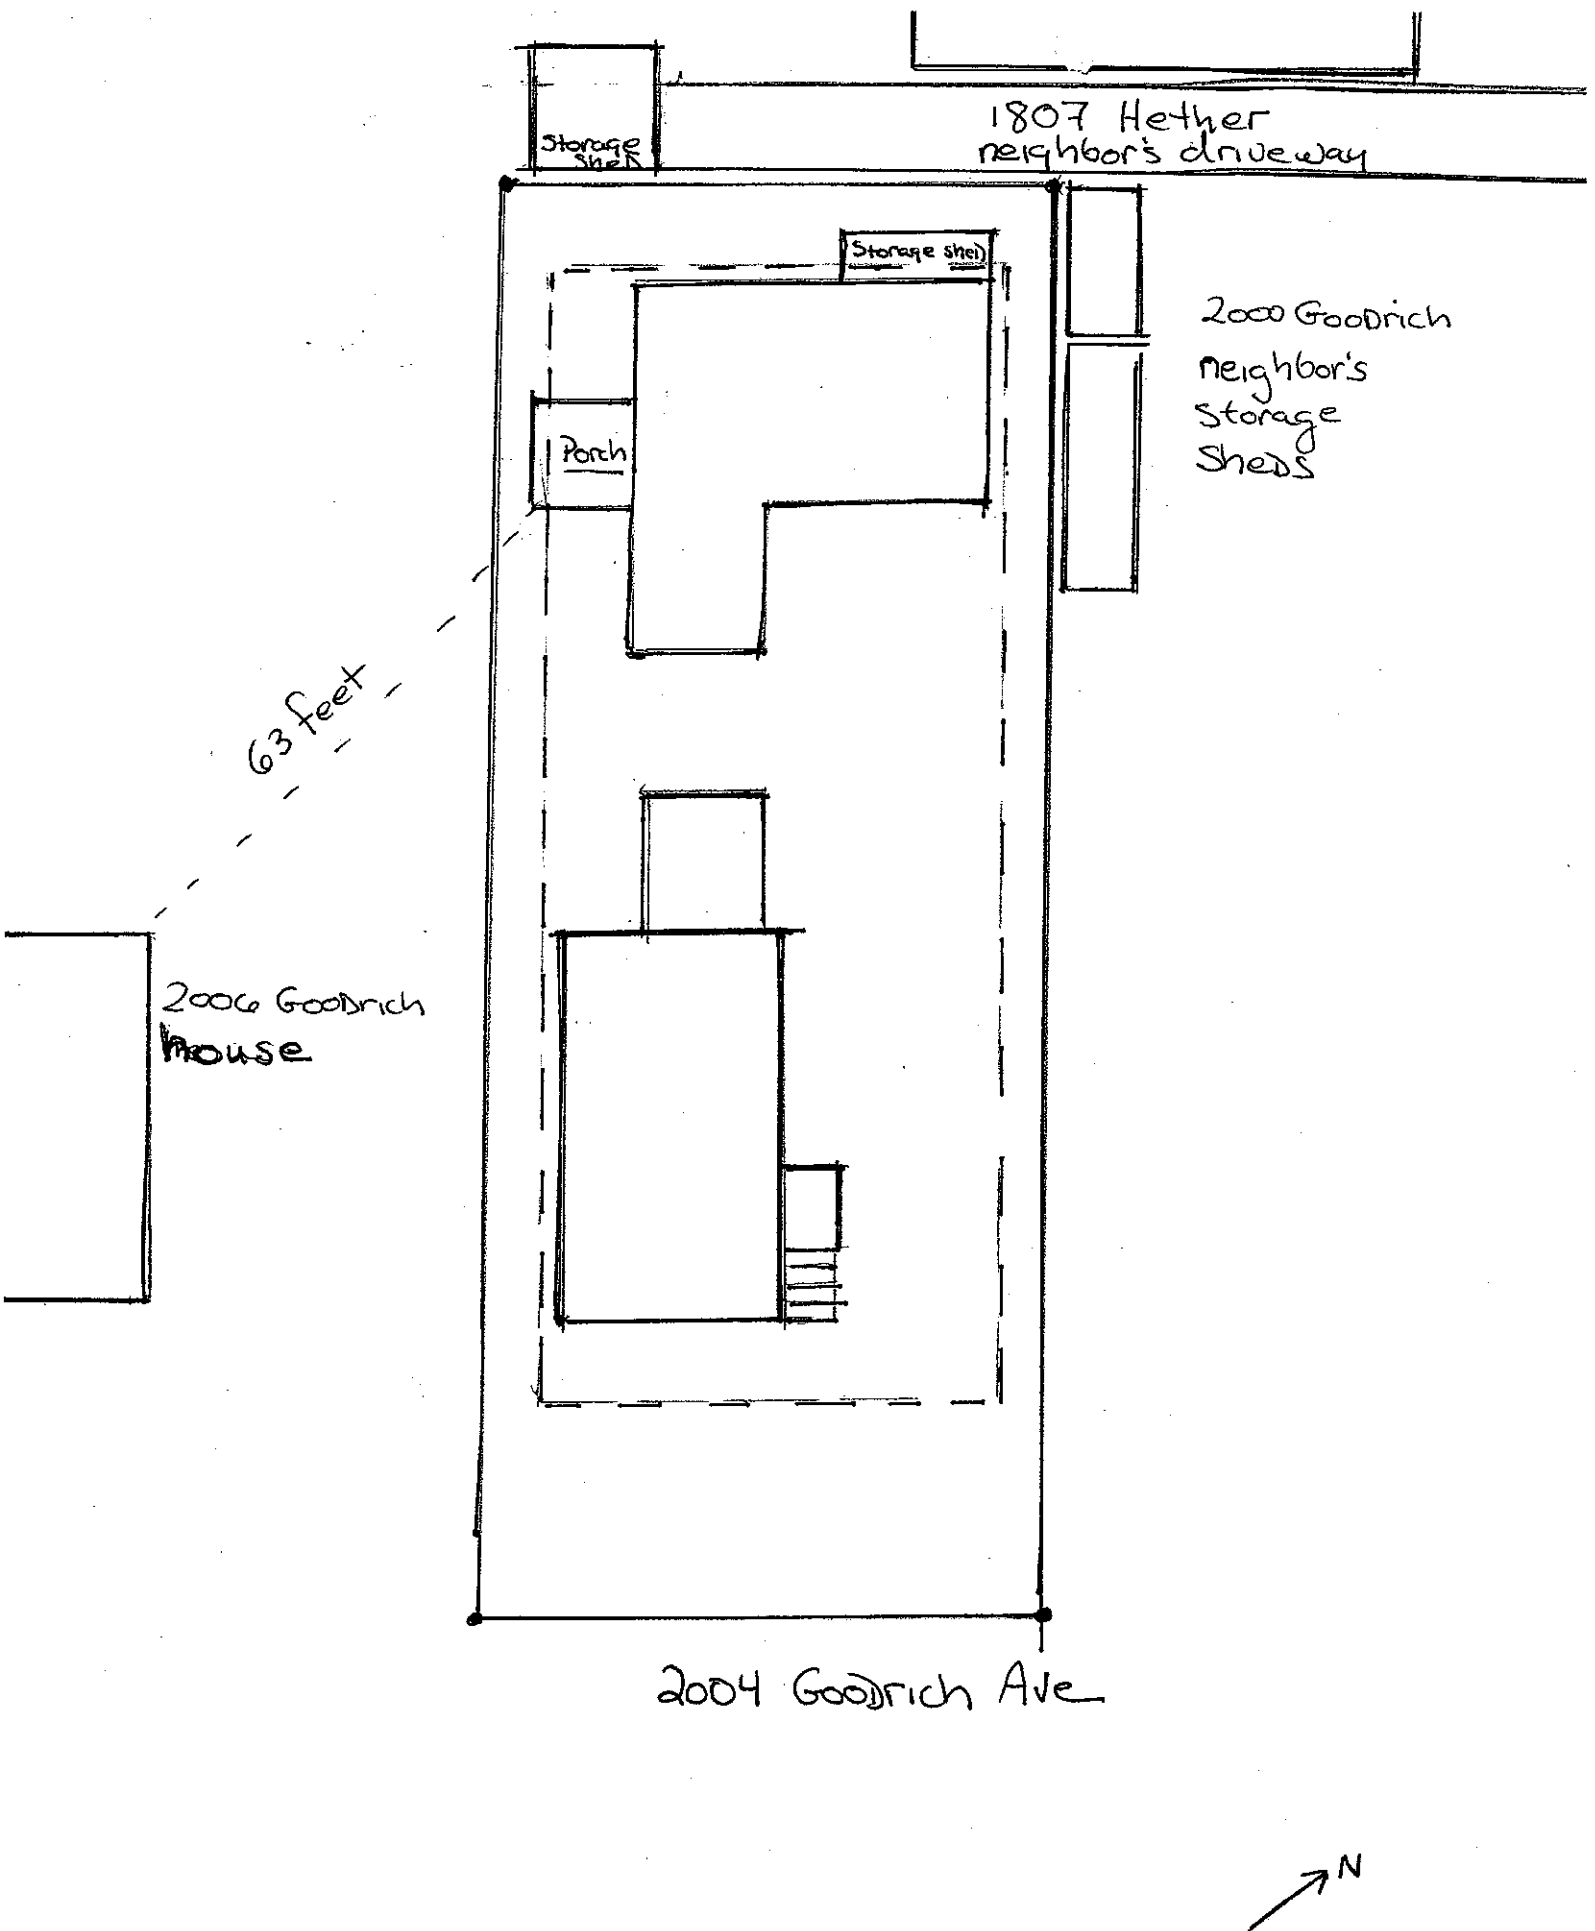 1807 Hether
neighbor's driveway
Storage
Shed
Storage shed
2000 Goodrich
neighbor's
Storage
Sheds
Porch
63 feet
2006 Goodrich
house
2004 Goodrich Ave
N